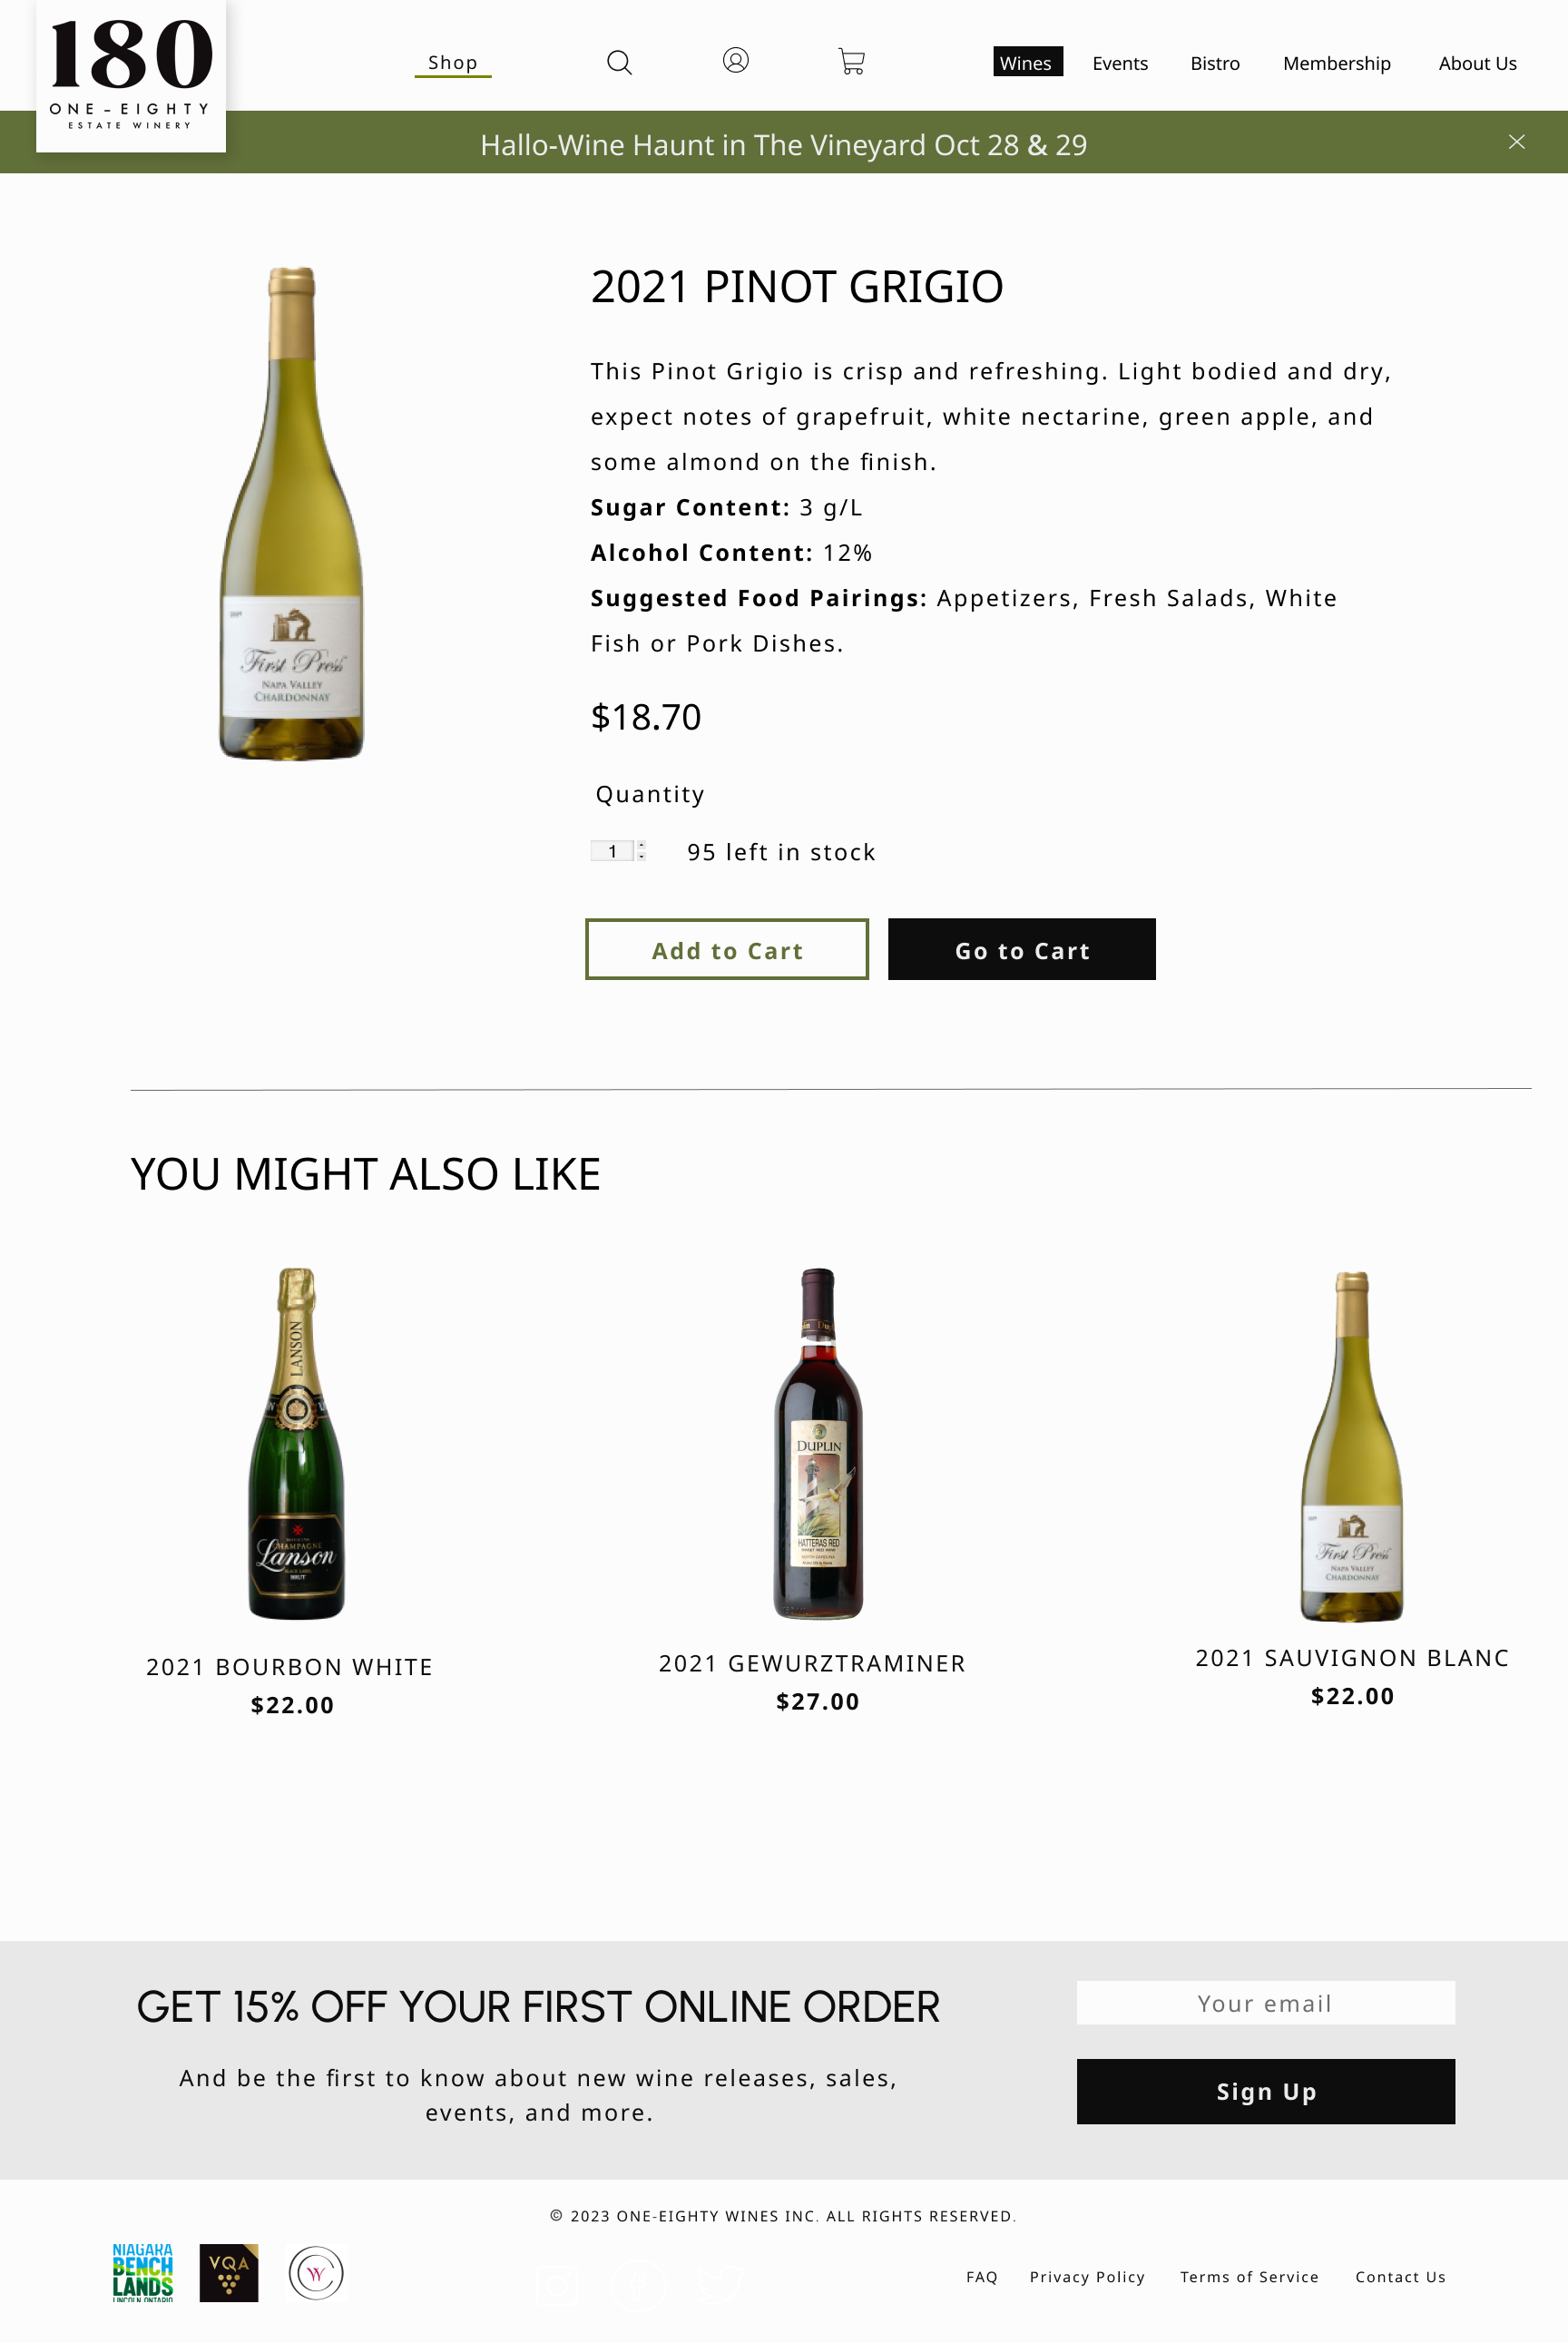 180
ONE-EIGHTY
ESTATE WINERY
Shop
Wines Events Bistro Membership About Us
Hallo-Wine Haunt in The Vineyard Oct 28 & 29
2021 PINOT GRIGIO
This Pinot Grigio is crisp and refreshing. Light bodied and dry,
expect notes of grapefruit, white nectarine, green apple, and
some almond on the finish.
Sugar Content: 3 g/L
Alcohol Content: 12%
Suggested Food Pairings: Appetizers, Fresh Salads, White
Fish or Pork Dishes.
First Press
NAPA VALLEY
CHARDONNAY
$18.70
Quantity
1 95 left in stock
Add to Cart Go to Cart
YOU MIGHT ALSO LIKE
LANSON
CHAMPAGNE
Lanson
BLACK LABEL
BRUT
DUPLIN
HATTERAS RED
SWEET RED WINE
NORTH CAROLINA
First Press
NAPA VALLEY
CHARDONNAY
2021 BOURBON WHITE
$22.00
2021 GEWURZTRAMINER
$27.00
2021 SAUVIGNON BLANC
$22.00
GET 15% OFF YOUR FIRST ONLINE ORDER
And be the first to know about new wine releases, sales,
events, and more.
Your email
Sign Up
© 2023 ONE-EIGHTY WINES INC. ALL RIGHTS RESERVED.
NIAGARA
BENCH
LANDS
LINCOLN ONTARIO
VQA
W
FAQ Privacy Policy Terms of Service Contact Us